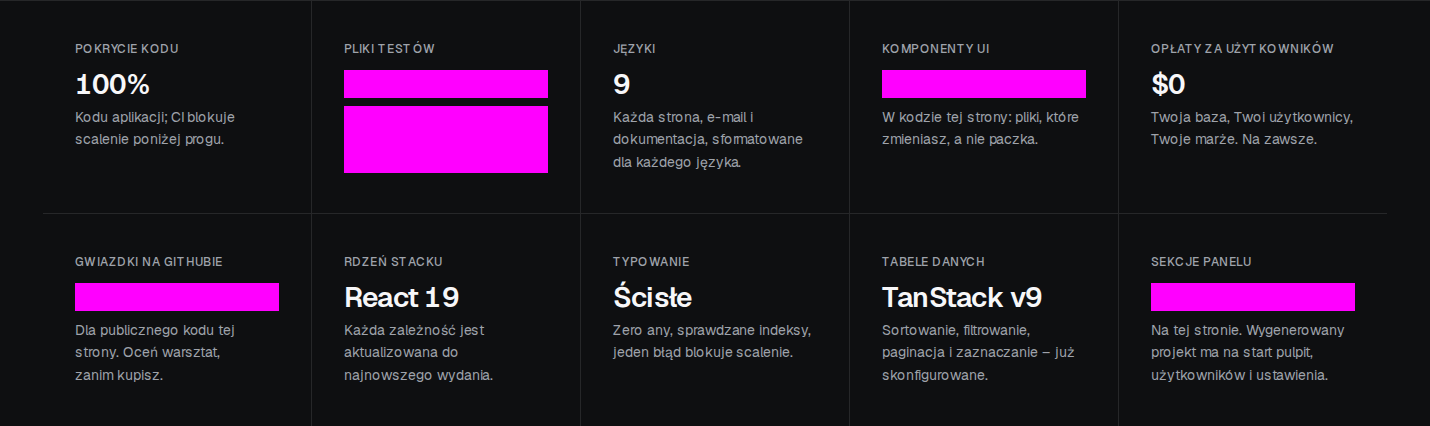 POKRYCIE KODU
100%
Kodu aplikacji; CI blokuje
scalenie poniżej progu.
PLIKI TESTÓW
JĘZYKI
9
Każda strona, e-mail i
dokumentacja, sformatowane
dla każdego języka.
KOMPONENTY UI
W kodzie tej strony: pliki, które
zmieniasz, a nie paczka.
OPŁATY ZA UŻYTKOWNIKÓW
$0
Twoja baza, Twoi użytkownicy,
Twoje marże. Na zawsze.
GWIAZDKI NA GITHUBIE
Dla publicznego kodu tej
strony. Oceń warsztat,
zanim kupisz.
RDZEŃ STACKU
React 19
Każda zależność jest
aktualizowana do
najnowszego wydania.
TYPOWANIE
Ścisłe
Zero any, sprawdzane indeksy,
jeden błąd blokuje scalenie.
TABELE DANYCH
TanStack v9
Sortowanie, filtrowanie,
paginacja i zaznaczanie – już
skonfigurowane.
SEKCJE PANELU
Na tej stronie. Wygenerowany
projekt ma na start pulpit,
użytkowników i ustawienia.